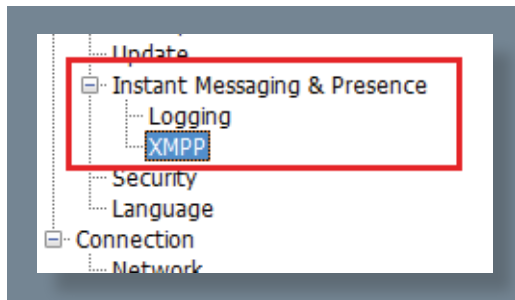 Update
Instant Messaging & Presence
Logging
XMPP
Security
Language
Connection
Network